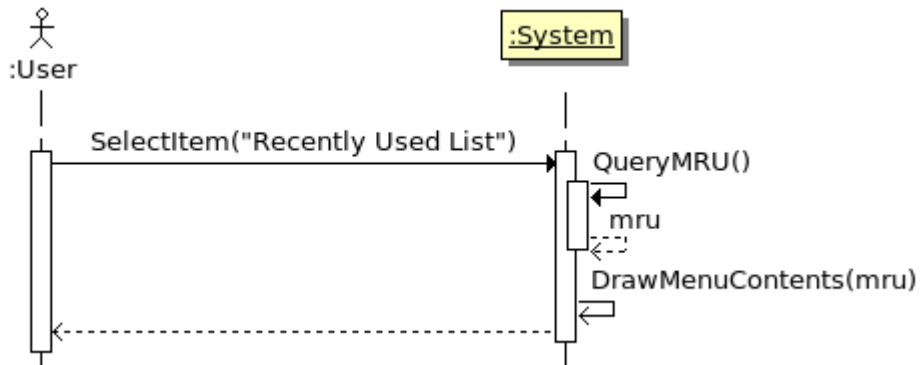 :User
:System
SelectItem("Recently Used List")
QueryMRU()
mru
DrawMenuContents(mru)